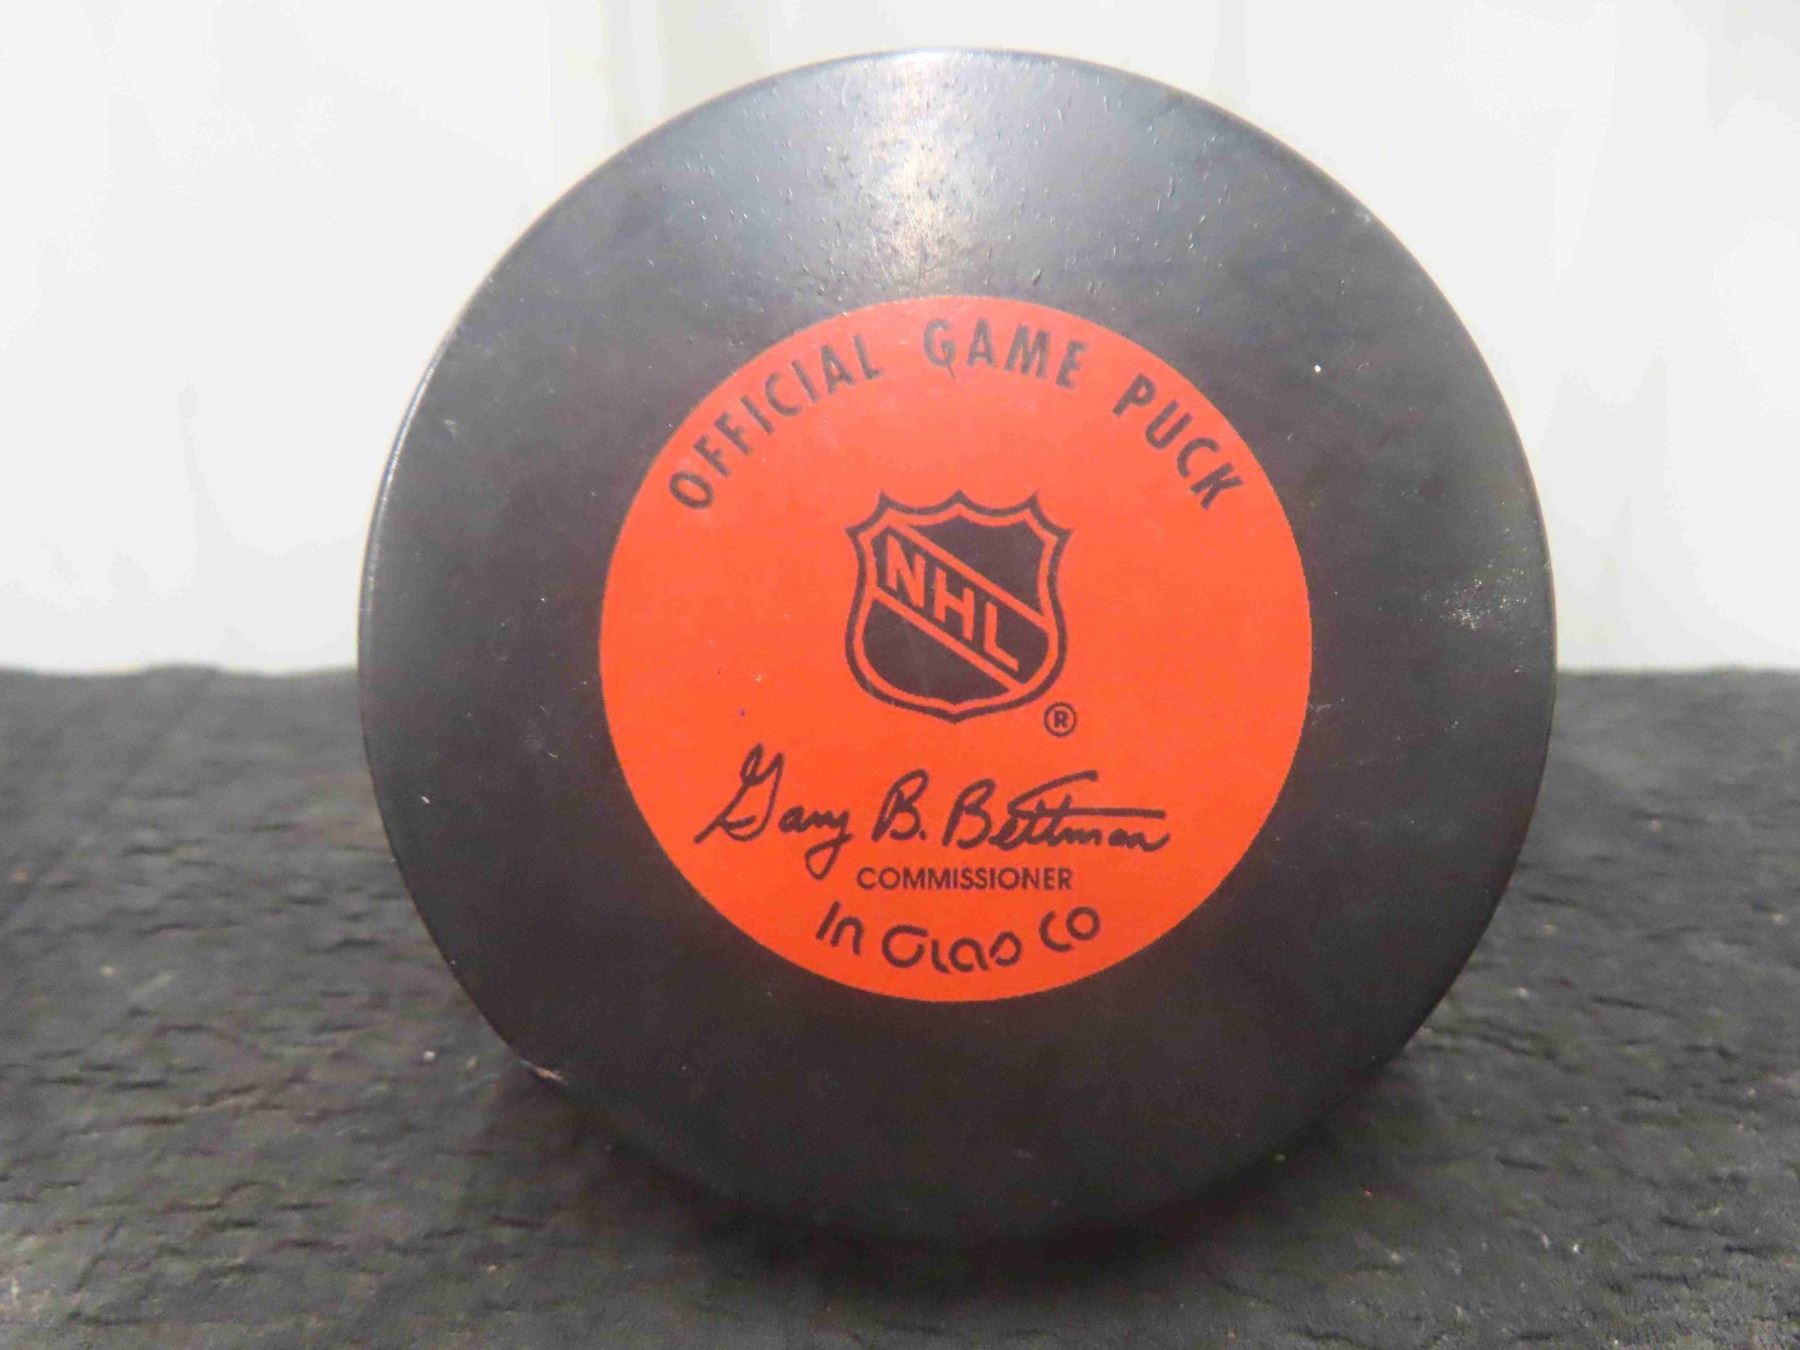 OFFICIAL GAME PUCK
NHL
®
Gary B. Bettman
COMMISSIONER
In Glas Co